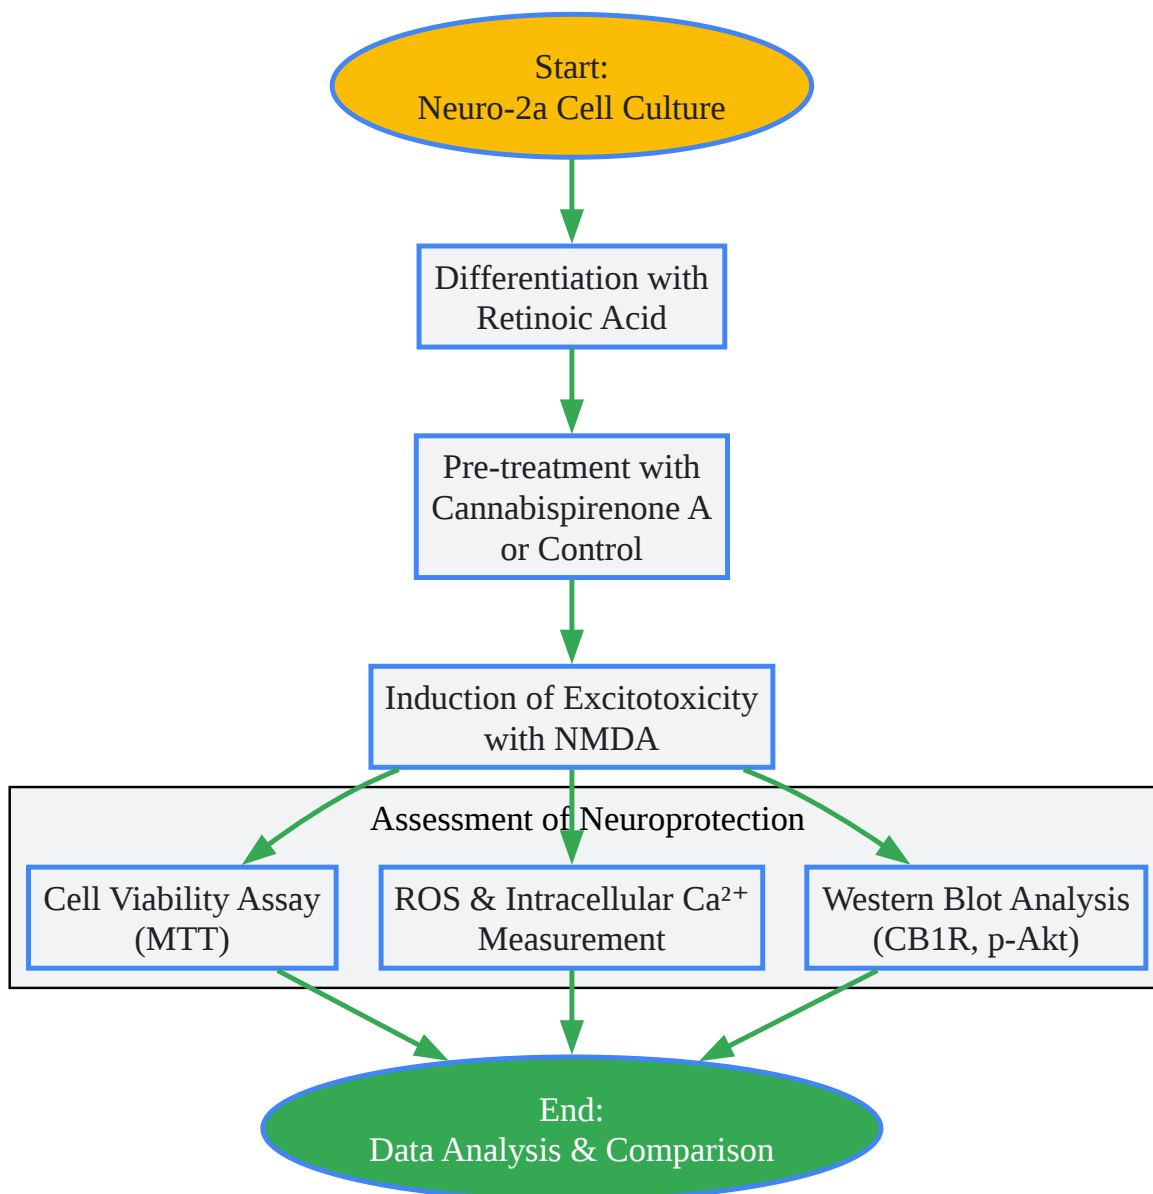 Start:
Neuro-2a Cell Culture
Differentiation with
Retinoic Acid
Pre-treatment with
Cannabispirenone A
or Control
Induction of Excitotoxicity
with NMDA
Assessment of Neuroprotection
Cell Viability Assay
(MTT)
ROS & Intracellular Ca²⁺
Measurement
Western Blot Analysis
(CB1R, p-Akt)
End:
Data Analysis & Comparison